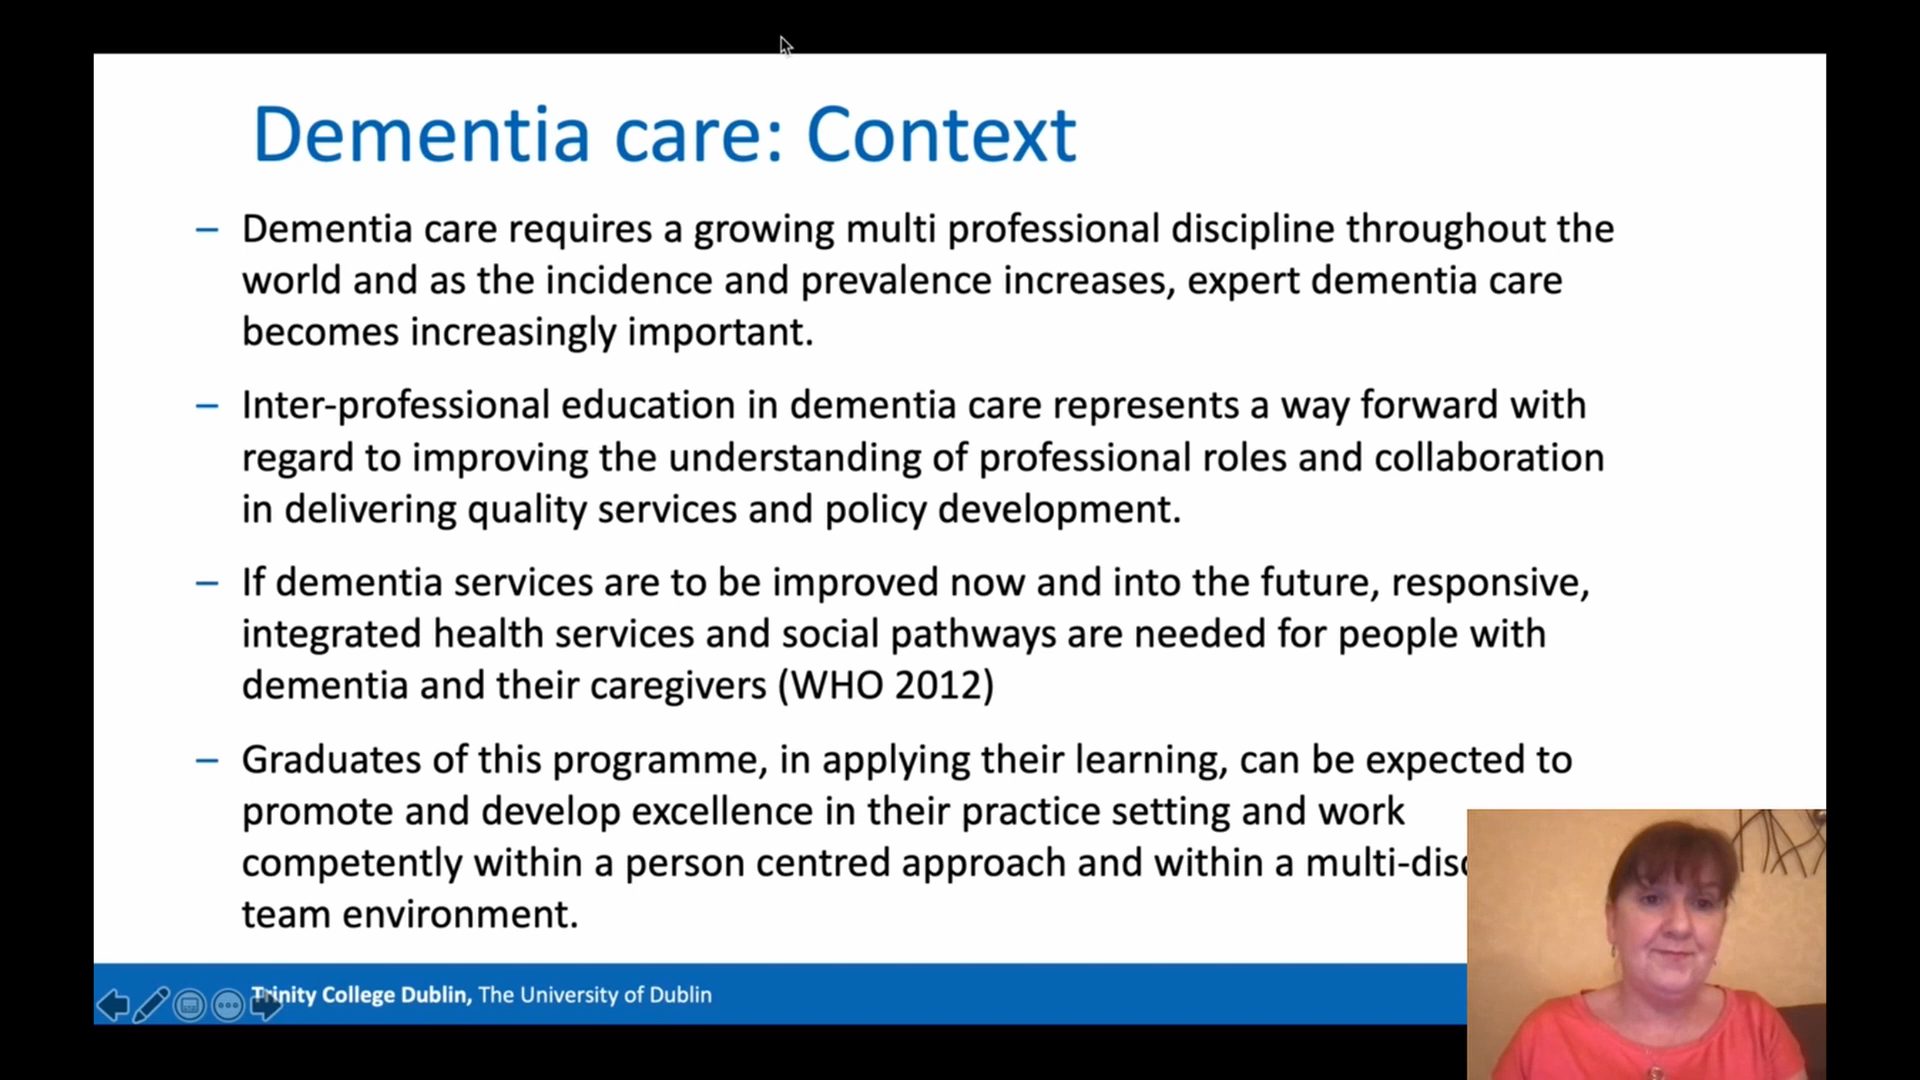 Dementia care: Context
– Dementia care requires a growing multi professional discipline throughout the
world and as the incidence and prevalence increases, expert dementia care
becomes increasingly important.
– Inter-professional education in dementia care represents a way forward with
regard to improving the understanding of professional roles and collaboration
in delivering quality services and policy development.
– If dementia services are to be improved now and into the future, responsive,
integrated health services and social pathways are needed for people with
dementia and their caregivers (WHO 2012)
– Graduates of this programme, in applying their learning, can be expected to
promote and develop excellence in their practice setting and work
competently within a person centred approach and within a
team environment.
Trinity College Dublin, The University of Dublin